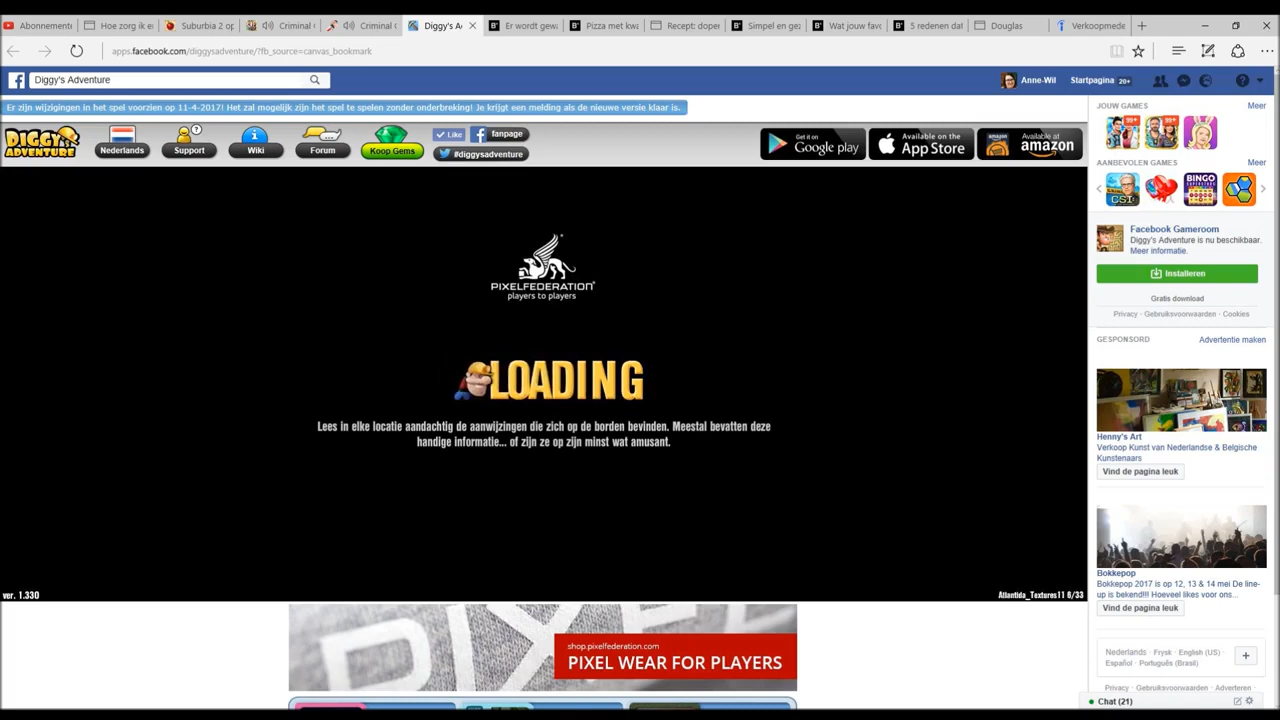 Abonnemente
Hoe zorg ik e
Suburbia 2 op
Criminal
Criminal
Diggy's A
Er wordt gewa
Pizza met kwa
Recept: doper
Simpel en gez
Wat jouw favo
5 redenen dat
Douglas
Verkoopmede
apps.facebook.com/diggysadventure/?fb_source=canvas_bookmark
Diggy's Adventure
Anne-Wil
Startpagina 20+
Er zijn wijzigingen in het spel voorzien op 11-4-2017! Het zal mogelijk zijn het spel te spelen zonder onderbreking! Je krijgt een melding als de nieuwe versie klaar is.
DIGGY'S
ADVENTURE
Nederlands
Support
Wiki
Forum
Koop Gems
Like
fanpage
#diggysadventure
Get it on
Google play
Available on the
App Store
Available at
amazon
JOUW GAMES
Meer
99+
99+
AANBEVOLEN GAMES
Meer
CSI
BINGO
Facebook Gameroom
Diggy's Adventure is nu beschikbaar.
Meer informatie.
Installeren
Gratis download
Privacy · Gebruiksvoorwaarden · Cookies
PIXELFEDERATION
players to players
LOADING
Lees in elke locatie aandachtig de aanwijzingen die zich op de borden bevinden. Meestal bevatten deze
handige informatie... of zijn ze op zijn minst wat amusant.
ver. 1.330
Atlantida_Textures11 8/33
GESPONSORD
Advertentie maken
Henny's Art
Verkoop Kunst van Nederlandse & Belgische
Kunstenaars
Vind de pagina leuk
Bokkepop
Bokkepop 2017 is op 12, 13 & 14 mei De line-
up is bekend!!! Hoeveel likes voor ons...
Vind de pagina leuk
shop.pixelfederation.com
PIXEL WEAR FOR PLAYERS
Nederlands · Frysk · English (US) ·
Español · Português (Brasil)
Privacy · Gebruiksvoorwaarden · Adverteren ·
Chat (21)